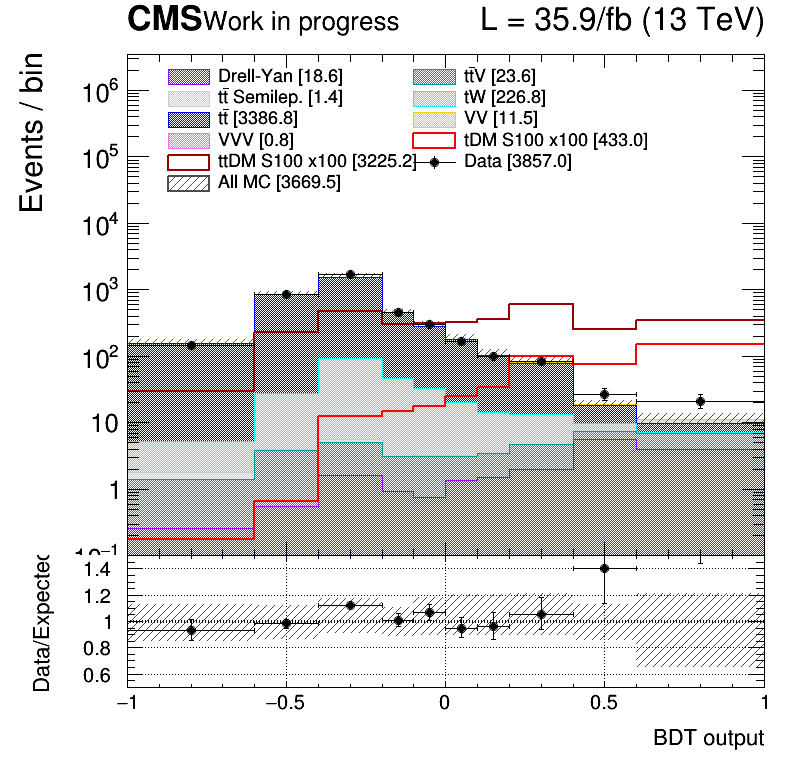 CMS Work in progress L = 35.9/fb (13 TeV)
Events / bin
Drell-Yan [18.6] tt̄V [23.6]
tt̄ Semilep. [1.4] tW [226.8]
tt̄ [3386.8] VV [11.5]
VVV [0.8] tDM S100 x100 [433.0]
ttDM S100 x100 [3225.2] Data [3857.0]
All MC [3669.5]
10⁶
10⁵
10⁴
10³
10²
10
1
10⁻¹
Data/Expected
1.4
1.2
1
0.8
0.6
−1 −0.5 0 0.5 1
BDT output